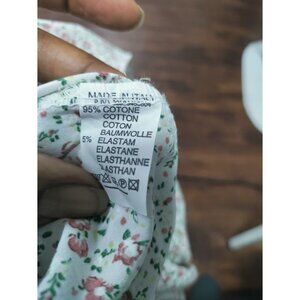 MADE IN ITALY
95% COTONE
COTTON
COTON
BAUMWOLLE
5% ELASTAM
ELASTANE
ELASTHANNE
ELASTHAN